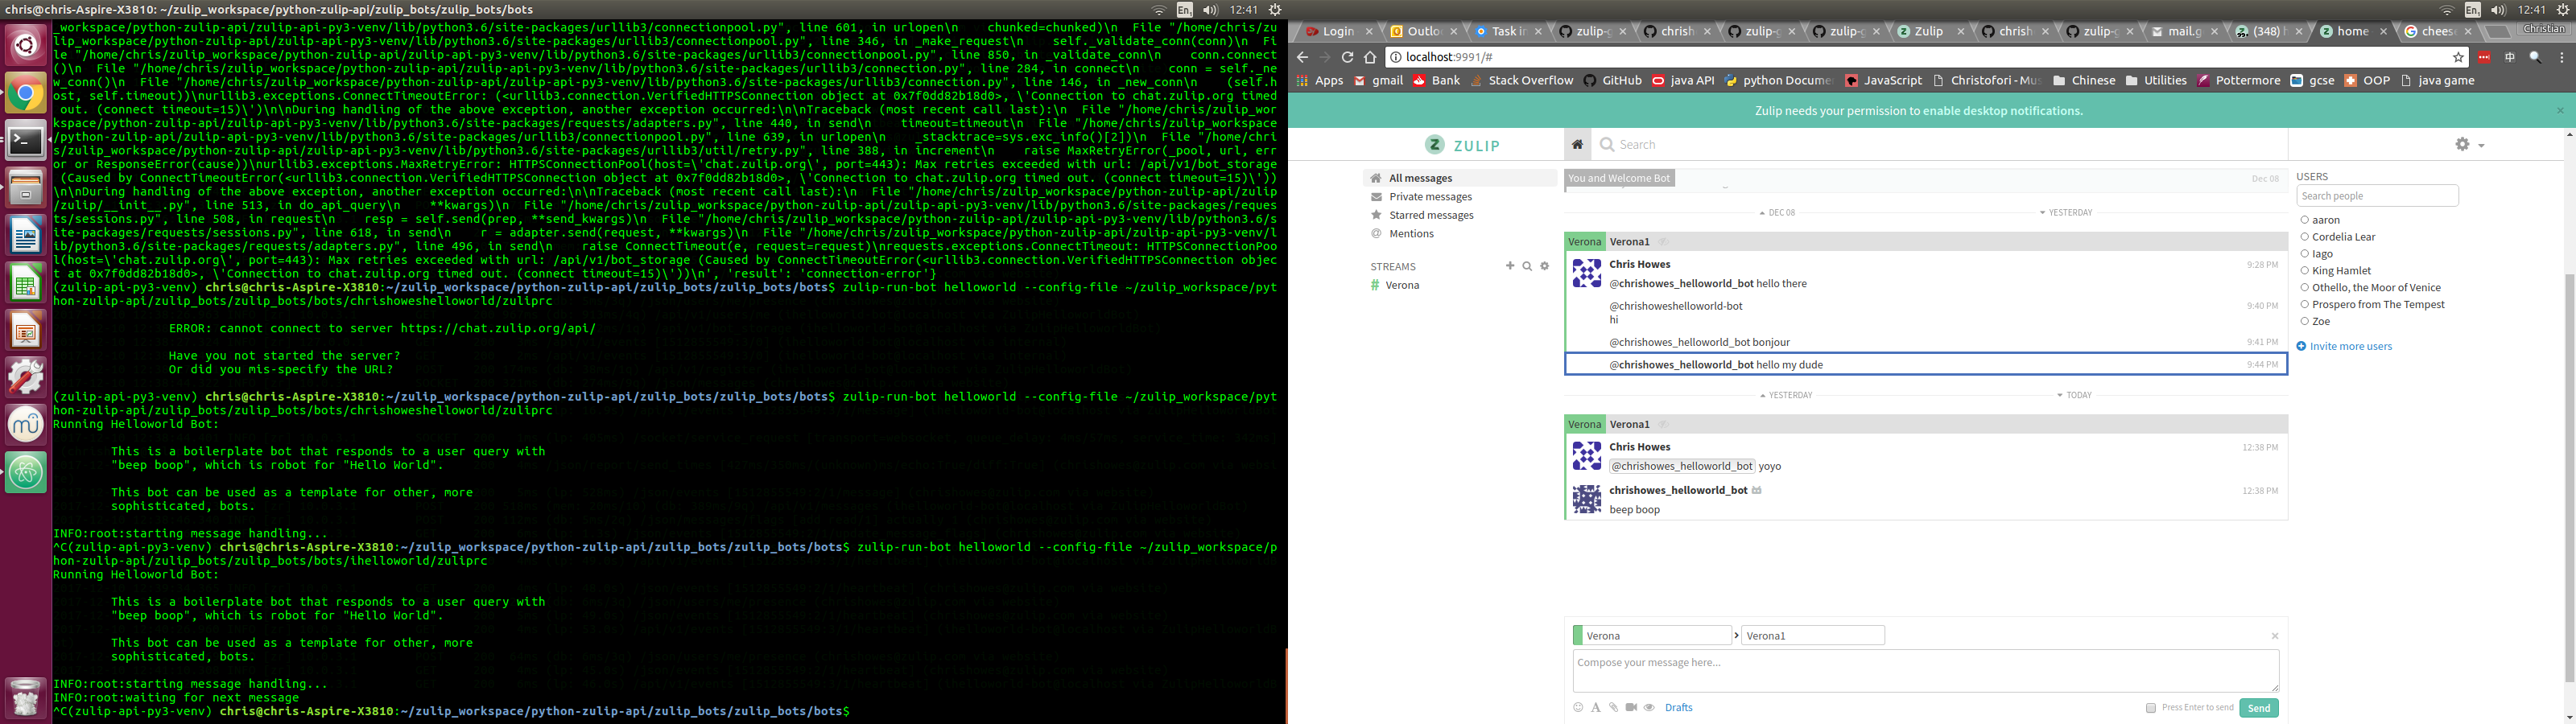 chris@chris-Aspire-X3810: ~/zulip_workspace/python-zulip-api/zulip_bots/zulip_bots/bots
En 12:41
_workspace/python-zulip-api/zulip-api-py3-venv/lib/python3.6/site-packages/urllib3/connectionpool.py", line 601, in urlopen\n    chunked=chunked)\n  File "/home/chris/zu
lip_workspace/python-zulip-api/zulip-api-py3-venv/lib/python3.6/site-packages/urllib3/connectionpool.py", line 346, in _make_request\n    self._validate_conn(conn)\n  Fi
le "/home/chris/zulip_workspace/python-zulip-api/zulip-api-py3-venv/lib/python3.6/site-packages/urllib3/connectionpool.py", line 850, in _validate_conn\n    conn.connect
()\n  File "/home/chris/zulip_workspace/python-zulip-api/zulip-api-py3-venv/lib/python3.6/site-packages/urllib3/connection.py", line 284, in connect\n    conn = self._ne
w_conn()\n  File "/home/chris/zulip_workspace/python-zulip-api/zulip-api-py3-venv/lib/python3.6/site-packages/urllib3/connection.py", line 146, in _new_conn\n    (self.h
ost, self.timeout))\nurllib3.exceptions.ConnectTimeoutError: (<urllib3.connection.VerifiedHTTPSConnection object at 0x7f0dd82b18d0>, \'Connection to chat.zulip.org timed
out. (connect timeout=15)\')\n\nDuring handling of the above exception, another exception occurred:\n\nTraceback (most recent call last):\n  File "/home/chris/zulip_wor
kspace/python-zulip-api/zulip-api-py3-venv/lib/python3.6/site-packages/requests/adapters.py", line 440, in send\n    timeout=timeout\n  File "/home/chris/zulip_workspace
/python-zulip-api/zulip-api-py3-venv/lib/python3.6/site-packages/urllib3/connectionpool.py", line 639, in urlopen\n    _stacktrace=sys.exc_info()[2])\n  File "/home/chri
s/zulip_workspace/python-zulip-api/zulip-api-py3-venv/lib/python3.6/site-packages/urllib3/util/retry.py", line 388, in increment\n    raise MaxRetryError(_pool, url, err
or or ResponseError(cause))\nurllib3.exceptions.MaxRetryError: HTTPSConnectionPool(host=\'chat.zulip.org\', port=443): Max retries exceeded with url: /api/v1/bot_storage
(Caused by ConnectTimeoutError(<urllib3.connection.VerifiedHTTPSConnection object at 0x7f0dd82b18d0>, \'Connection to chat.zulip.org timed out. (connect timeout=15)\'))
\n\nDuring handling of the above exception, another exception occurred:\n\nTraceback (most recent call last):\n  File "/home/chris/zulip_workspace/python-zulip-api/zulip
/zulip/__init__.py", line 513, in do_api_query\n    **kwargs)\n  File "/home/chris/zulip_workspace/python-zulip-api/zulip-api-py3-venv/lib/python3.6/site-packages/reques
ts/sessions.py", line 508, in request\n    resp = self.send(prep, **send_kwargs)\n  File "/home/chris/zulip_workspace/python-zulip-api/zulip-api-py3-venv/lib/python3.6/s
ite-packages/requests/sessions.py", line 618, in send\n    r = adapter.send(request, **kwargs)\n  File "/home/chris/zulip_workspace/python-zulip-api/zulip-api-py3-venv/l
ib/python3.6/site-packages/requests/adapters.py", line 496, in send\n    raise ConnectTimeout(e, request=request)\nrequests.exceptions.ConnectTimeout: HTTPSConnectionPoo
l(host=\'chat.zulip.org\', port=443): Max retries exceeded with url: /api/v1/bot_storage (Caused by ConnectTimeoutError(<urllib3.connection.VerifiedHTTPSConnection objec
t at 0x7f0dd82b18d0>, \'Connection to chat.zulip.org timed out. (connect timeout=15)\'))\n', 'result': 'connection-error'}
(zulip-api-py3-venv) chris@chris-Aspire-X3810:~/zulip_workspace/python-zulip-api/zulip_bots/zulip_bots/bots$ zulip-run-bot helloworld --config-file ~/zulip_workspace/pyt
hon-zulip-api/zulip_bots/zulip_bots/bots/chrishoweshelloworld/zuliprc
ERROR: cannot connect to server https://chat.zulip.org/api/
Have you not started the server?
Or did you mis-specify the URL?
(zulip-api-py3-venv) chris@chris-Aspire-X3810:~/zulip_workspace/python-zulip-api/zulip_bots/zulip_bots/bots$ zulip-run-bot helloworld --config-file ~/zulip_workspace/pyt
hon-zulip-api/zulip_bots/zulip_bots/bots/chrishoweshelloworld/zuliprc
Running Helloworld Bot:
This is a boilerplate bot that responds to a user query with
"beep boop", which is robot for "Hello World".
This bot can be used as a template for other, more
sophisticated, bots.
INFO:root:starting message handling...
^C(zulip-api-py3-venv) chris@chris-Aspire-X3810:~/zulip_workspace/python-zulip-api/zulip_bots/zulip_bots/bots$ zulip-run-bot helloworld --config-file ~/zulip_workspace/p
hon-zulip-api/zulip_bots/zulip_bots/bots/ihelloworld/zuliprc
Running Helloworld Bot:
This is a boilerplate bot that responds to a user query with
"beep boop", which is robot for "Hello World".
This bot can be used as a template for other, more
sophisticated, bots.
INFO:root:starting message handling...
INFO:root:waiting for next message
^C(zulip-api-py3-venv) chris@chris-Aspire-X3810:~/zulip_workspace/python-zulip-api/zulip_bots/zulip_bots/bots$
En 12:41
Login Outlo Task in zulip-g chrish zulip-g zulip-g Zulip chrish zulip-g mail.g (348) h home cheese Christian
localhost:9991/#
Apps gmail Bank Stack Overflow GitHub java API python Docume JavaScript Christofori - Mus Chinese Utilities Pottermore gcse OOP java game
Zulip needs your permission to enable desktop notifications.
ZULIP
Search
All messages
Private messages
Starred messages
Mentions
STREAMS
# Verona
You and Welcome Bot Dec 08
DEC 08 YESTERDAY
Verona Verona1
Chris Howes 9:28 PM
@chrishowes_helloworld_bot hello there
@chrishoweshelloworld-bot 9:40 PM
hi
@chrishowes_helloworld_bot bonjour 9:41 PM
@chrishowes_helloworld_bot hello my dude 9:44 PM
YESTERDAY TODAY
Verona Verona1
Chris Howes 12:38 PM
@chrishowes_helloworld_bot yoyo
chrishowes_helloworld_bot 12:38 PM
beep boop
Verona > Verona1
Compose your message here...
Drafts
Press Enter to send Send
USERS
Search people
aaron
Cordelia Lear
Iago
King Hamlet
Othello, the Moor of Venice
Prospero from The Tempest
Zoe
Invite more users